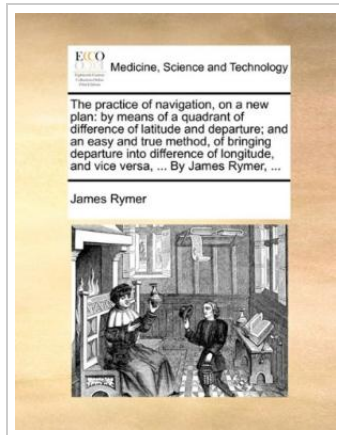 ECCO
Medicine, Science and Technology
The practice of navigation, on a new
plan: by means of a quadrant of
difference of latitude and departure; and
an easy and true method, of bringing
departure into difference of longitude,
and vice versa, ... By James Rymer, ...
James Rymer